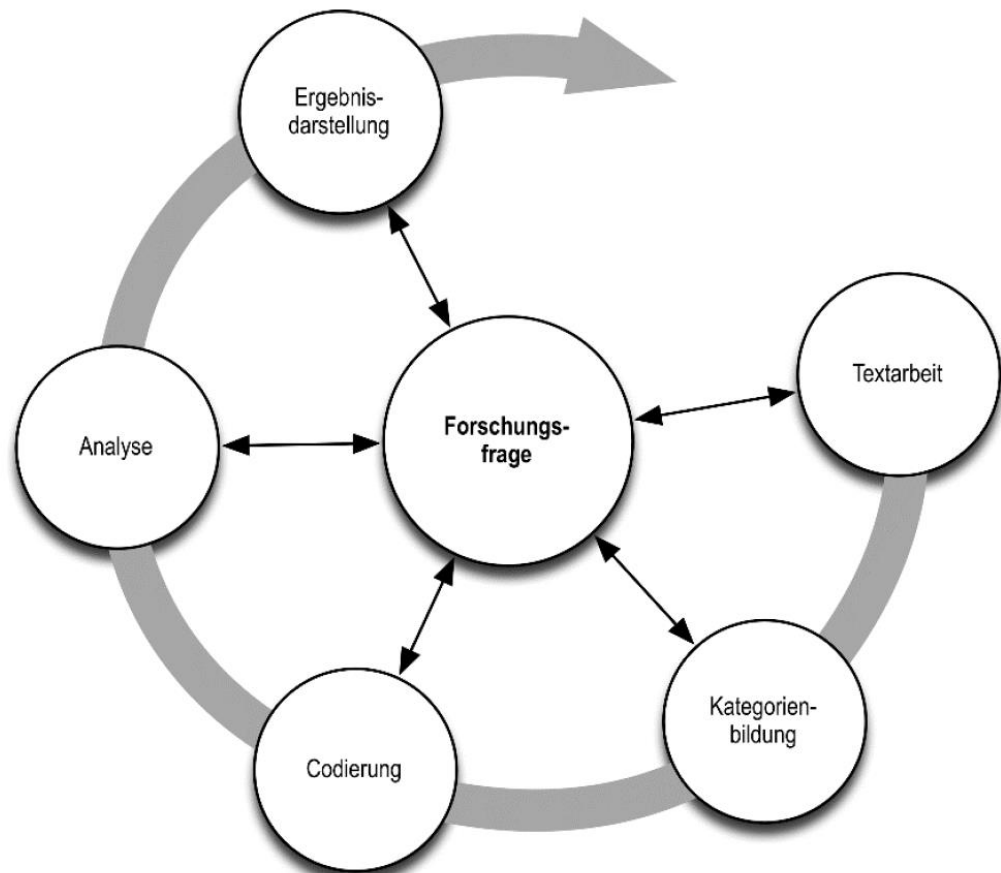 Ergebnis-
darstellung
Textarbeit
Analyse
Forschungs-
frage
Kategorien-
bildung
Codierung